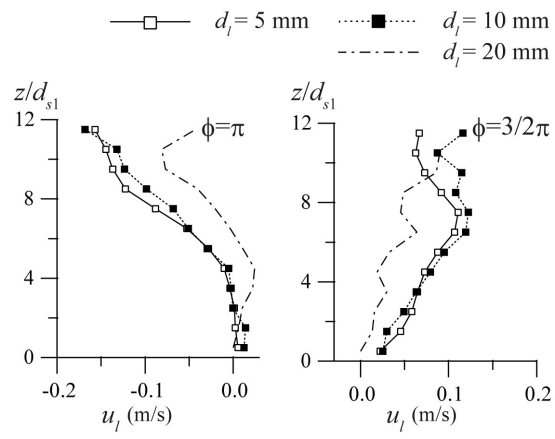 d_l = 5 mm d_l = 10 mm
d_l = 20 mm
z/d_s1 z/d_s1
12 ϕ=π 12 ϕ=3/2π
8 8
4 4
0 0
-0.2 -0.1 0.0 0.0 0.1 0.2
u_l (m/s) u_l (m/s)